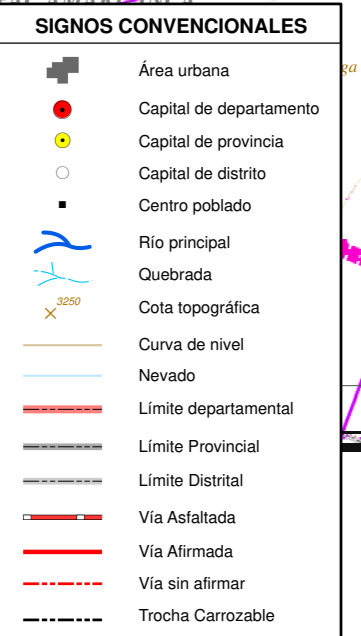 SIGNOS CONVENCIONALES
Área urbana
ga
Capital de departamento
Capital de provincia
Capital de distrito
Centro poblado
Río principal
Quebrada
3250
Cota topográfica
Curva de nivel
Nevado
Límite departamental
Límite Provincial
Límite Distrital
Vía Asfaltada
Vía Afirmada
Vía sin afirmar
Trocha Carrozable